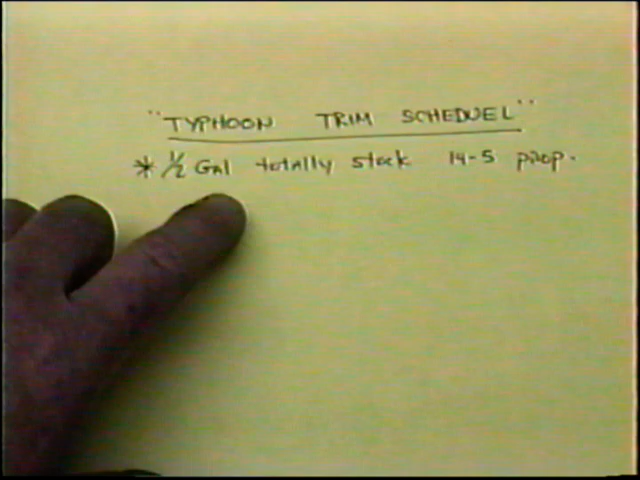 "TYPHOON TRIM SCHEDUEL"
* 1/2 Gal totally stock 14-5 prop.